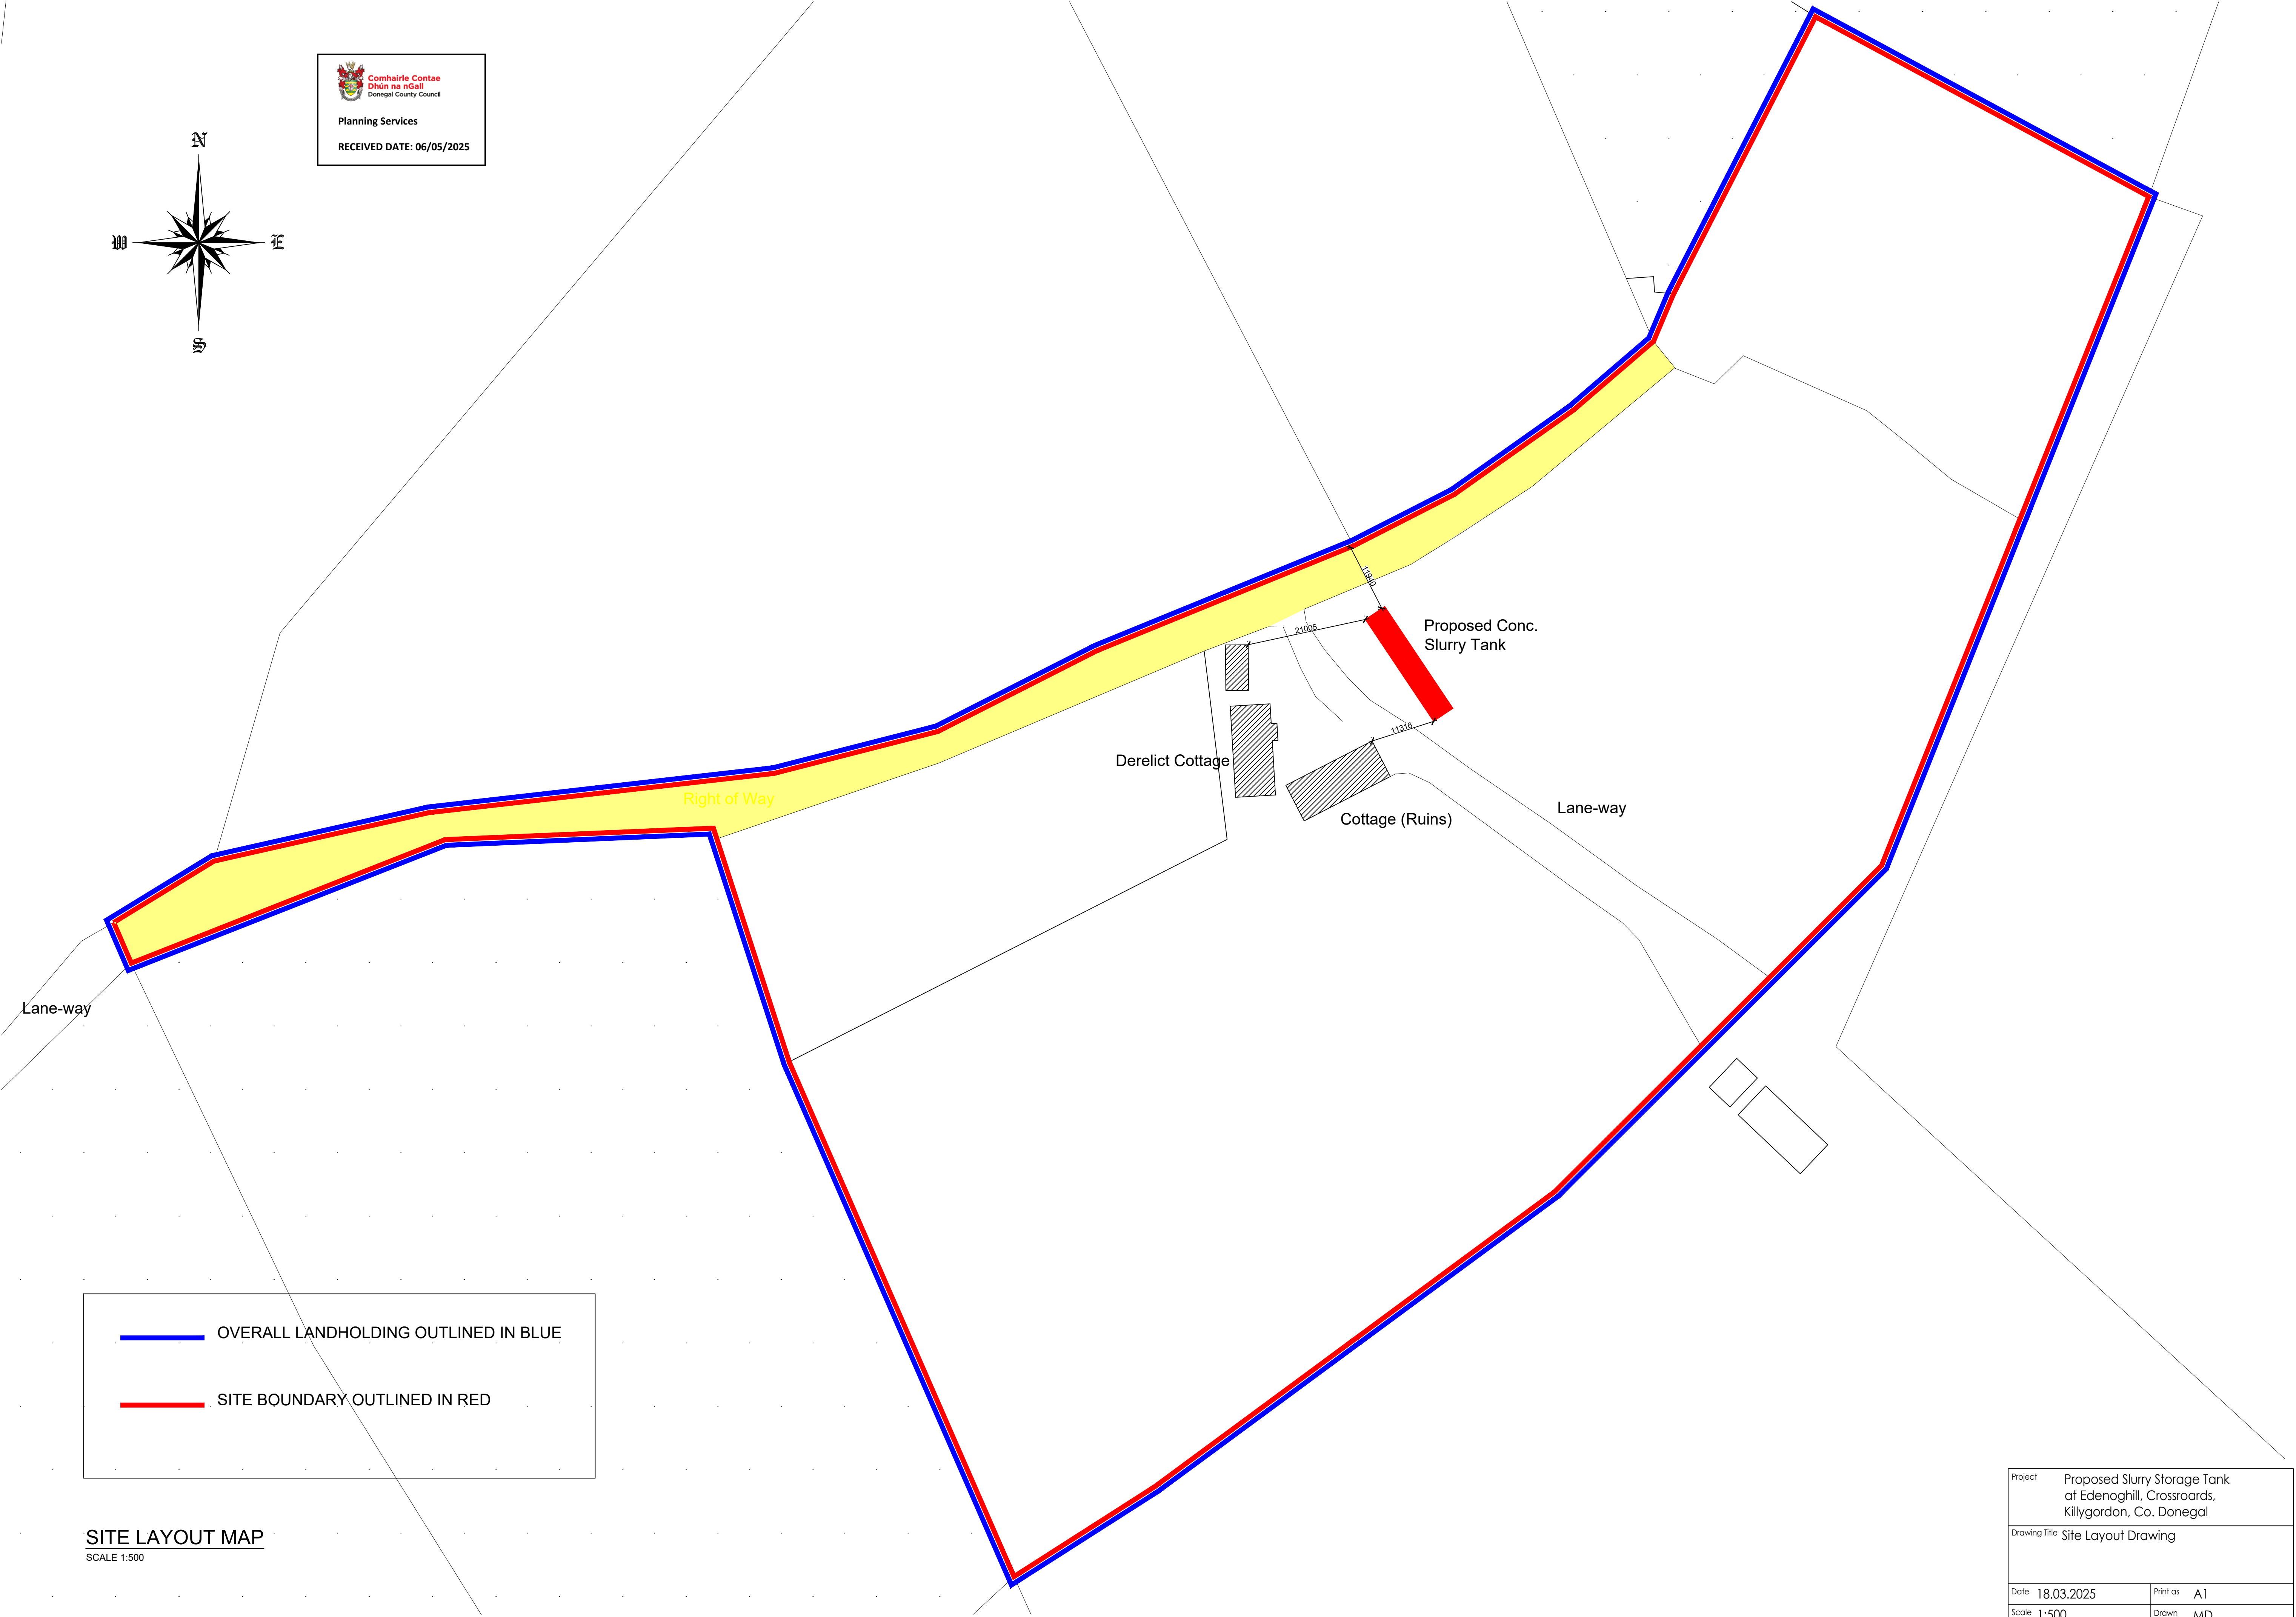 Comhairle Contae
Dhún na nGall
Donegal County Council
Planning Services
RECEIVED DATE: 06/05/2025
N
W
E
S
11940
21005
Proposed Conc.
Slurry Tank
11316
Derelict Cottage
Right of Way
Lane-way
Cottage (Ruins)
Lane-way
OVERALL LANDHOLDING OUTLINED IN BLUE
SITE BOUNDARY OUTLINED IN RED
SITE LAYOUT MAP
SCALE 1:500
Project Proposed Slurry Storage Tank
at Edenoghill, Crossroards,
Killygordon, Co. Donegal
Drawing Title Site Layout Drawing
Date 18.03.2025 Print as A1
Scale 1:500 Drawn MD